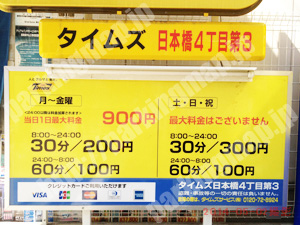 タイムズ 日本橋4丁目第3
Times
月～金曜
当日1日最大料金 900円
8:00～24:00
30分/200円
24:00～8:00
60分/100円
クレジットカードご利用いただけます
VISA JCB
土・日・祝
最大料金はございません
8:00～24:00
30分/300円
24:00～8:00
60分/100円
タイムズ日本橋4丁目第3
0120-72-8924